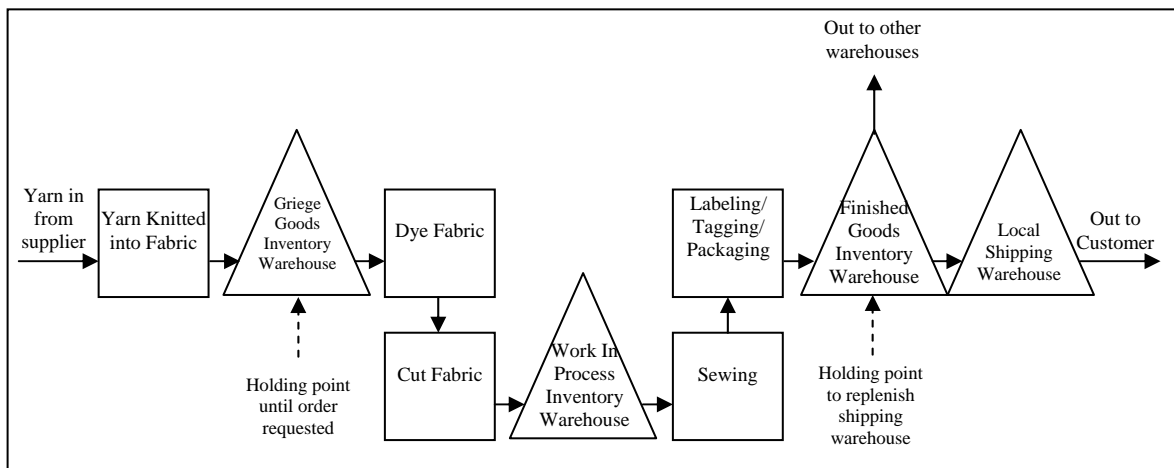 Yarn in
from
supplier
Yarn Knitted
into Fabric
Griege
Goods
Inventory
Warehouse
Holding point
until order
requested
Dye Fabric
Cut Fabric
Work In
Process
Inventory
Warehouse
Sewing
Labeling/
Tagging/
Packaging
Out to other
warehouses
Finished
Goods
Inventory
Warehouse
Holding point
to replenish
shipping
warehouse
Local
Shipping
Warehouse
Out to
Customer